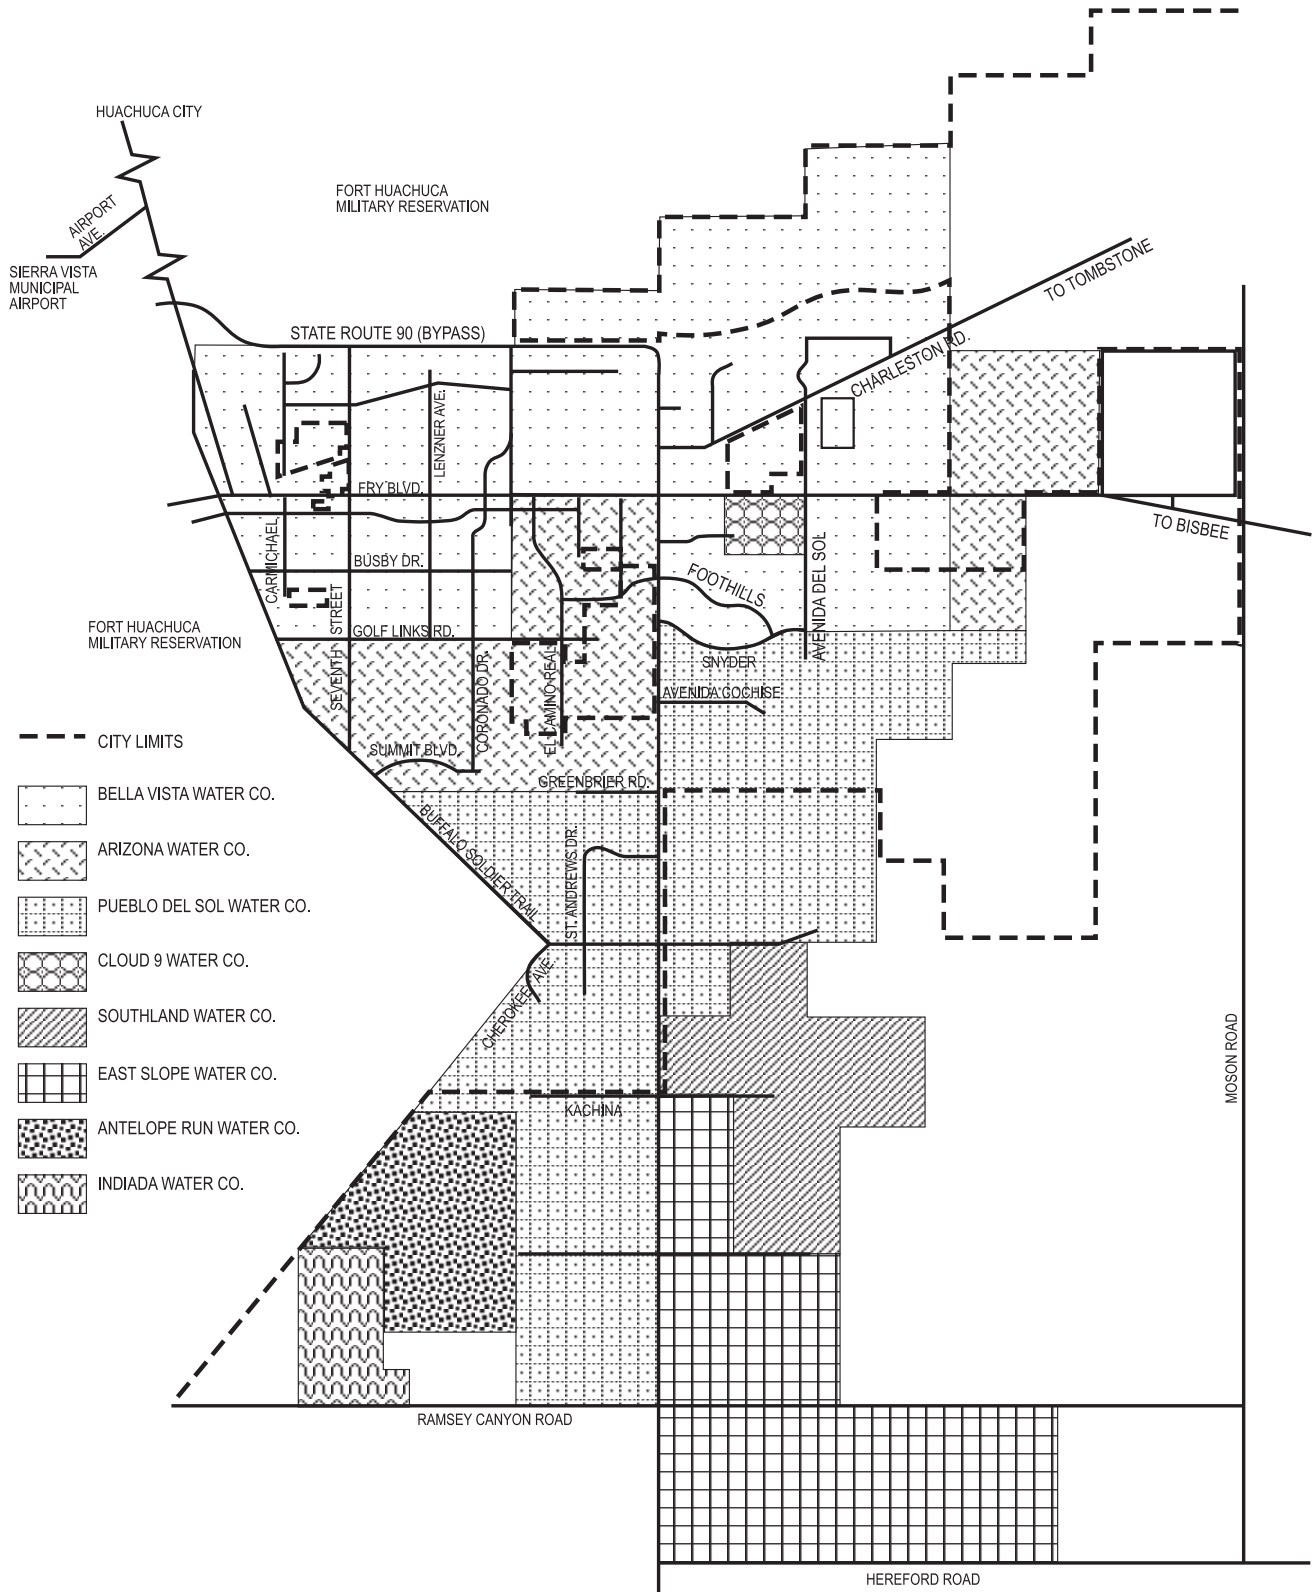 HUACHUCA CITY
FORT HUACHUCA
MILITARY RESERVATION
AIRPORT
AVE.
SIERRA VISTA
MUNICIPAL
AIRPORT
TO TOMBSTONE
STATE ROUTE 90 (BYPASS)
CHARLESTON RD.
LENZNER AVE.
FRY BLVD.
TO BISBEE
CARMICHAEL
BUSBY DR.
FOOTHILLS
AVENIDA DEL SOL
SEVENTH STREET
FORT HUACHUCA
MILITARY RESERVATION
GOLF LINKS RD.
SNYDER
CORONADO DR.
EL CAMINO REAL
AVENIDA COCHISE
SUMMIT BLVD.
GREENBRIER RD.
BUFFALO SOLDIER TRAIL
ST. ANDREWS DR.
CHEROKEE AVE.
MOSON ROAD
KACHINA
RAMSEY CANYON ROAD
HEREFORD ROAD
CITY LIMITS
BELLA VISTA WATER CO.
ARIZONA WATER CO.
PUEBLO DEL SOL WATER CO.
CLOUD 9 WATER CO.
SOUTHLAND WATER CO.
EAST SLOPE WATER CO.
ANTELOPE RUN WATER CO.
INDIADA WATER CO.